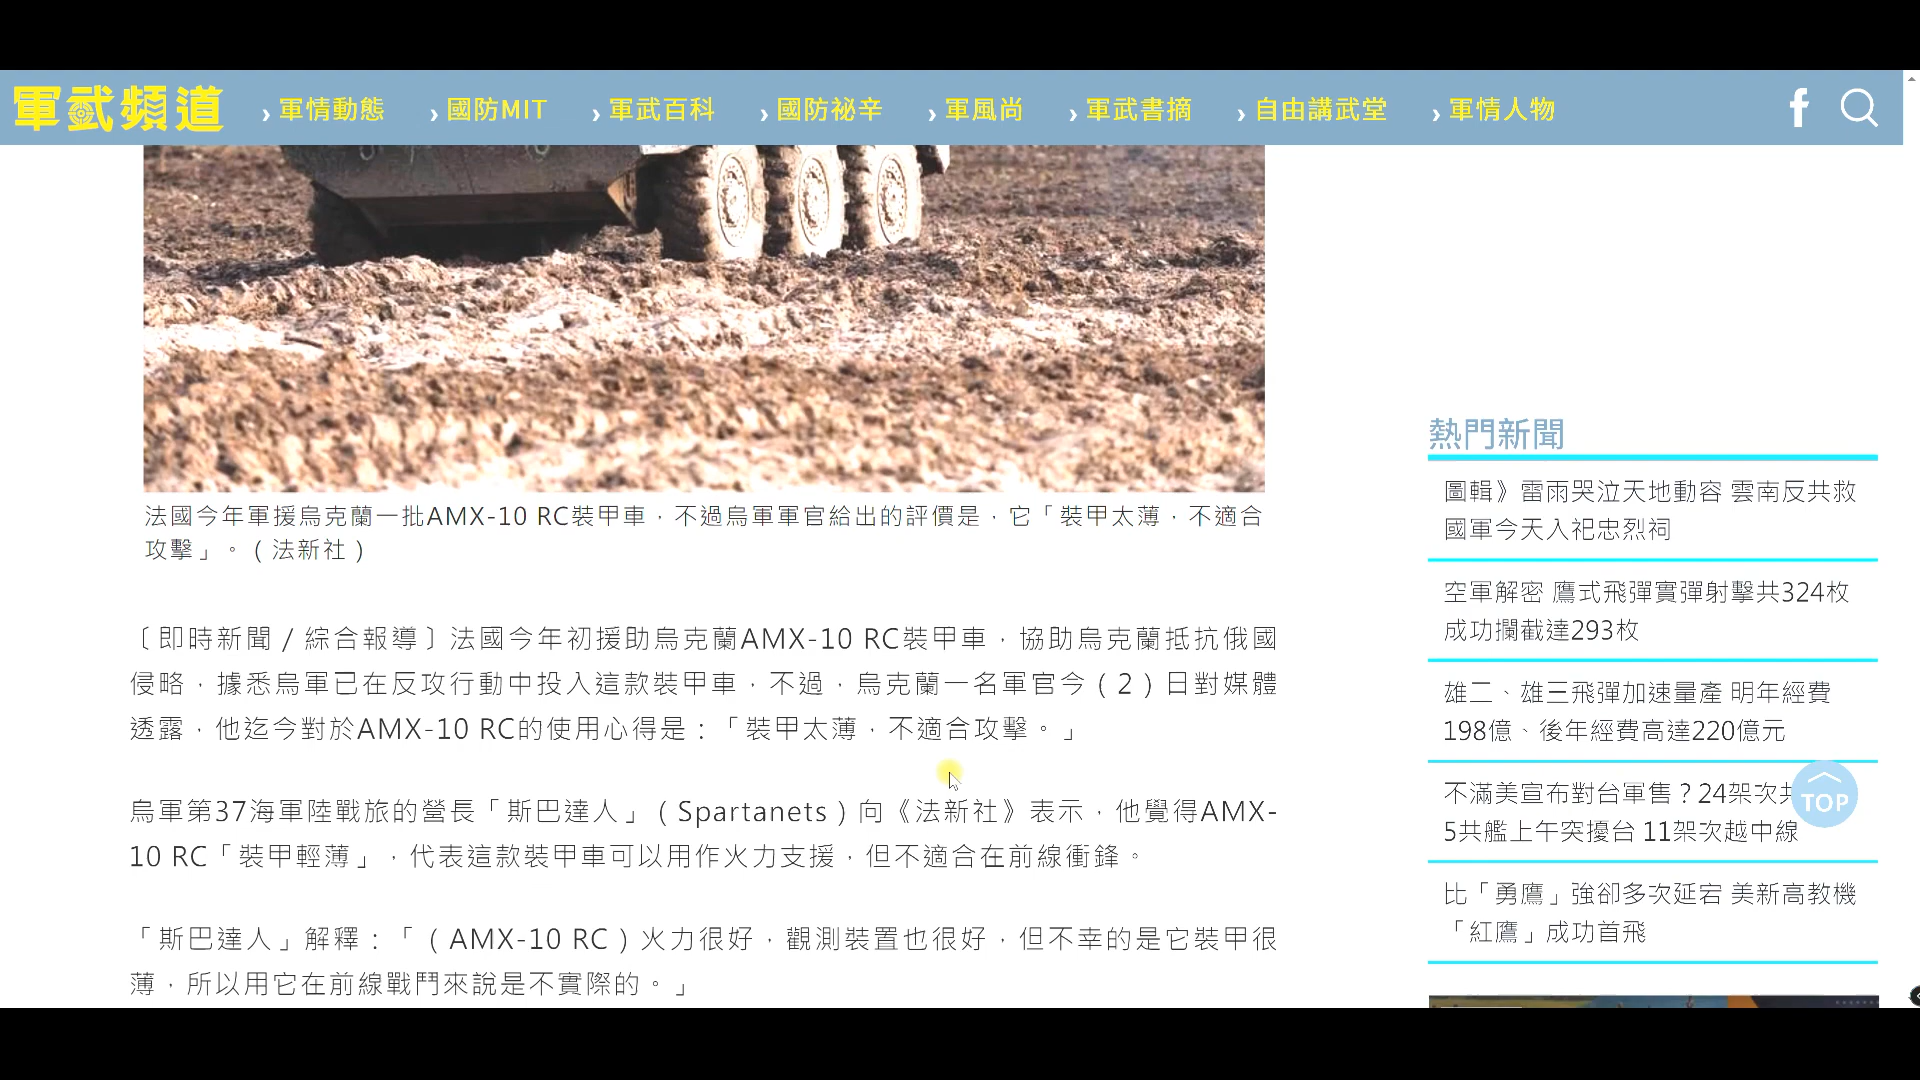 軍武頻道
› 軍情動態 › 國防MIT › 軍武百科 › 國防祕辛 › 軍風尚 › 軍武書摘 › 自由講武堂 › 軍情人物
法國今年軍援烏克蘭一批AMX-10 RC裝甲車，不過烏軍軍官給出的評價是，它「裝甲太薄，不適合
攻擊」。（法新社）
〔即時新聞／綜合報導〕法國今年初援助烏克蘭AMX-10 RC裝甲車，協助烏克蘭抵抗俄國
侵略，據悉烏軍已在反攻行動中投入這款裝甲車，不過，烏克蘭一名軍官今（2）日對媒體
透露，他迄今對於AMX-10 RC的使用心得是：「裝甲太薄，不適合攻擊。」
烏軍第37海軍陸戰旅的營長「斯巴達人」（Spartanets）向《法新社》表示，他覺得AMX-
10 RC「裝甲輕薄」，代表這款裝甲車可以用作火力支援，但不適合在前線衝鋒。
「斯巴達人」解釋：「（AMX-10 RC）火力很好，觀測裝置也很好，但不幸的是它裝甲很
薄，所以用它在前線戰鬥來說是不實際的。」
熱門新聞
圖輯》雷雨哭泣天地動容 雲南反共救
國軍今天入祀忠烈祠
空軍解密 鷹式飛彈實彈射擊共324枚
成功攔截達293枚
雄二、雄三飛彈加速量產 明年經費
198億、後年經費高達220億元
不滿美宣布對台軍售？24架次共
5共艦上午突擾台 11架次越中線
比「勇鷹」強卻多次延宕 美新高教機
「紅鷹」成功首飛
TOP